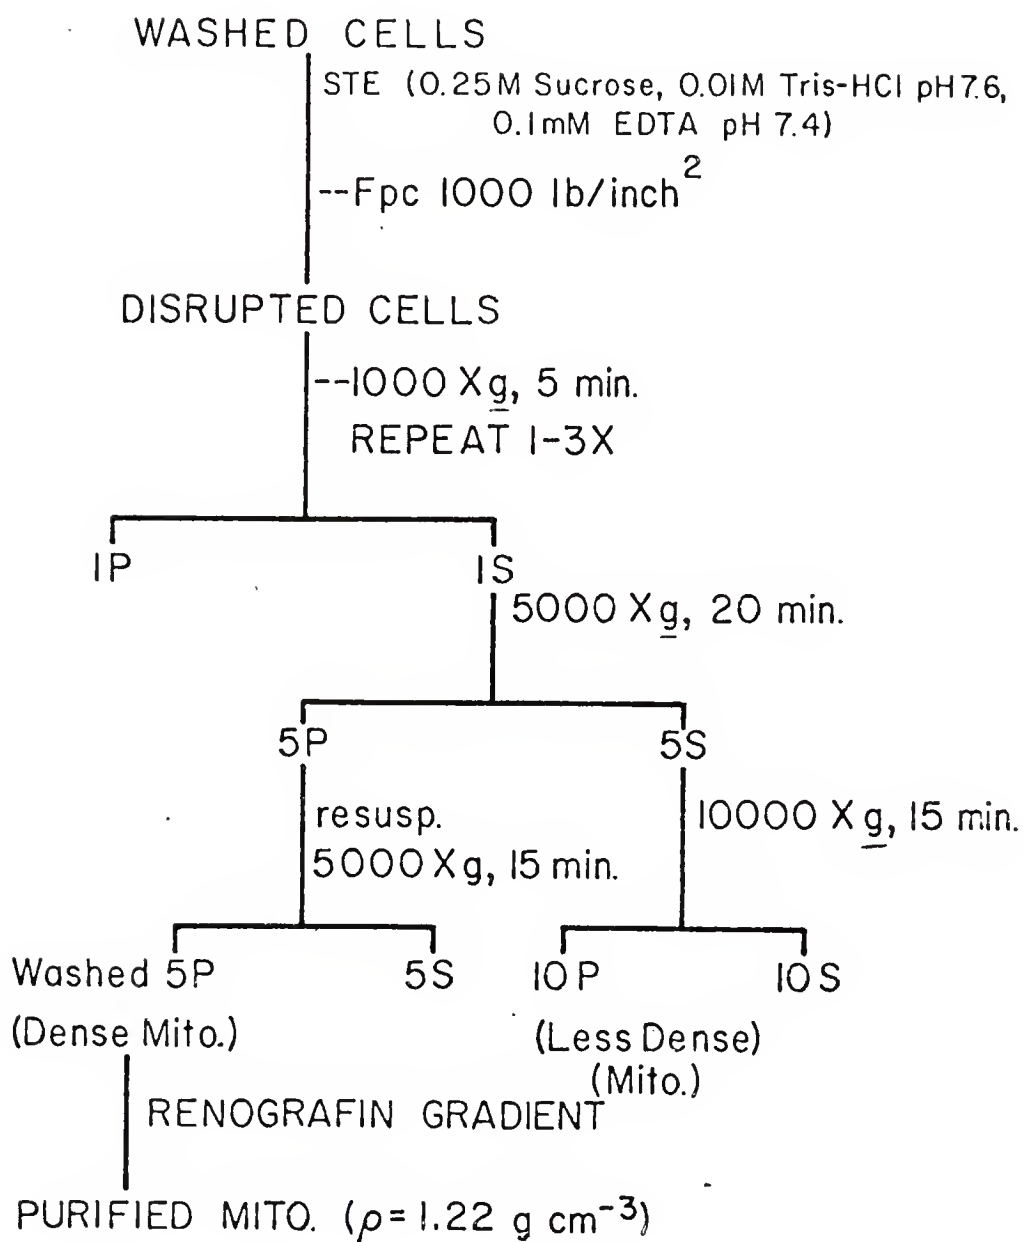 WASHED CELLS
STE (0.25M Sucrose, 0.01M Tris-HCl pH 7.6,
0.1mM EDTA pH 7.4)
--Fpc 1000 lb/inch²
DISRUPTED CELLS
--1000 Xg, 5 min.
REPEAT 1-3X
1P 1S
5000 Xg, 20 min.
5P 5S
resusp.
5000 Xg, 15 min.
10000 Xg, 15 min.
Washed 5P 5S 10P 10S
(Dense Mito.) (Less Dense)
(Mito.)
RENOGRAFIN GRADIENT
PURIFIED MITO. (ρ= 1.22 g cm⁻³)